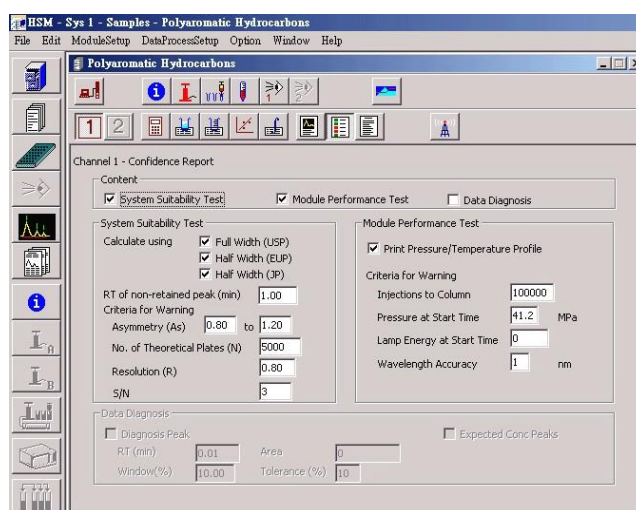 HSM - Sys 1 - Samples - Polyaromatic Hydrocarbons
File Edit ModuleSetup DataProcessSetup Option Window Help
Polyaromatic Hydrocarbons
1 2
1 2
Channel 1 - Confidence Report
Content
System Suitability Test Module Performance Test Data Diagnosis
System Suitability Test
Calculate using Full Width (USP)
Half Width (EUP)
Half Width (JP)
RT of non-retained peak (min) 1.00
Criteria for Warning
Asymmetry (As) 0.80 to 1.20
No. of Theoretical Plates (N) 5000
Resolution (R) 0.80
S/N 3
Module Performance Test
Print Pressure/Temperature Profile
Criteria for Warning
Injections to Column 100000
Pressure at Start Time 41.2 MPa
Lamp Energy at Start Time 0
Wavelength Accuracy 1 nm
Data Diagnosis
Diagnosis Peak Expected Conc Peaks
RT (min) 0.01 Area 0
Window(%) 10.00 Tolerance (%) 10
A
B